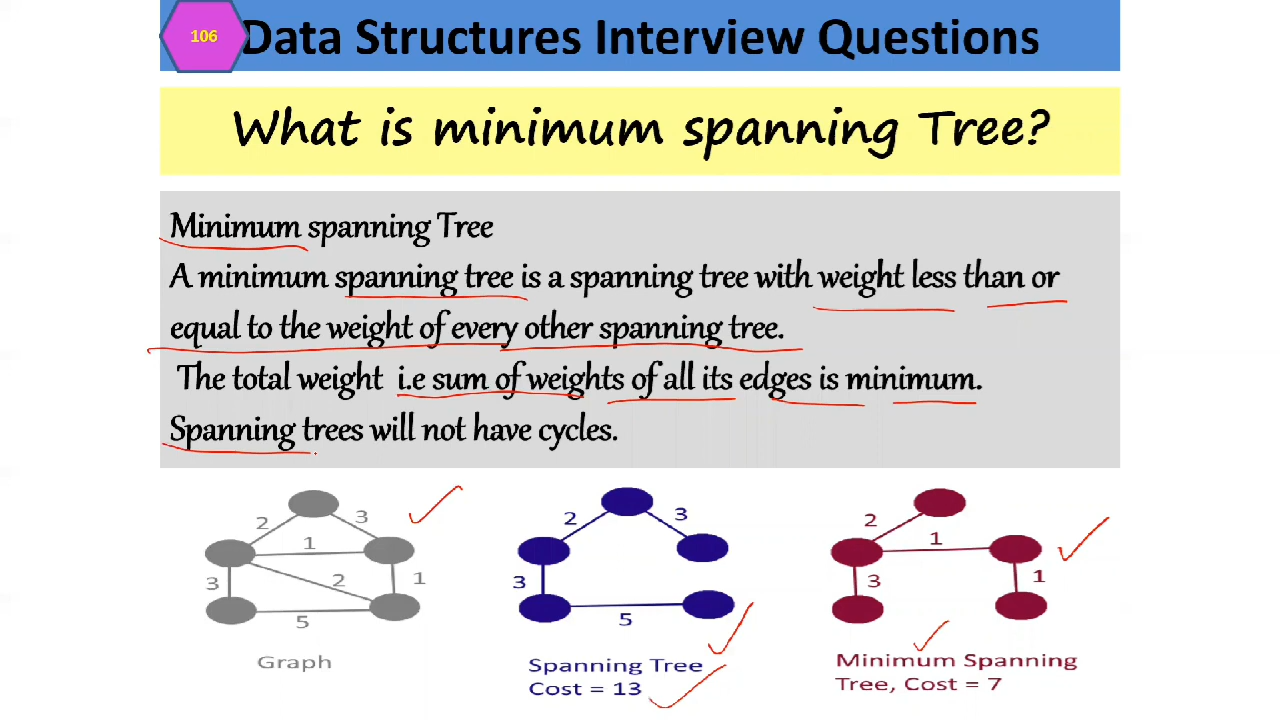 106
Data Structures Interview Questions
What is minimum spanning Tree?
Minimum spanning Tree
A minimum spanning tree is a spanning tree with weight less than or
equal to the weight of every other spanning tree.
The total weight i.e sum of weights of all its edges is minimum.
Spanning trees will not have cycles.
2 3
1
3 2 1
5
Graph
2 3
3
5
Spanning Tree
Cost = 13
2
1
3 1
Minimum Spanning
Tree, Cost = 7